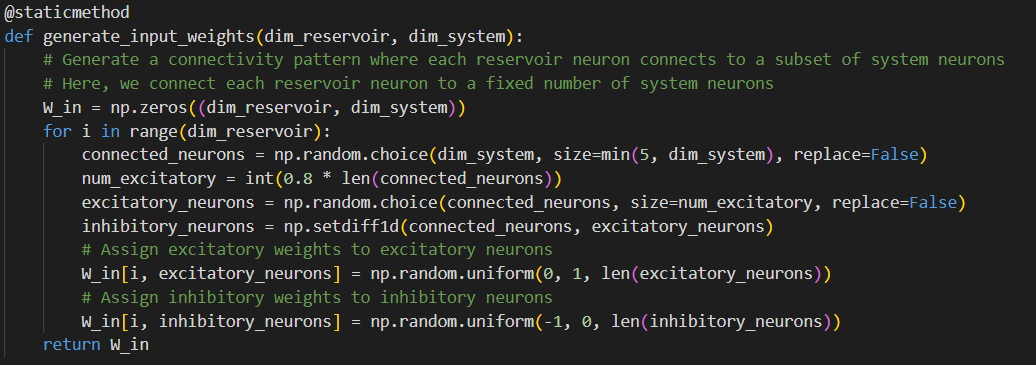 @staticmethod
def generate_input_weights(dim_reservoir, dim_system):
    # Generate a connectivity pattern where each reservoir neuron connects to a subset of system neurons
    # Here, we connect each reservoir neuron to a fixed number of system neurons
    W_in = np.zeros((dim_reservoir, dim_system))
    for i in range(dim_reservoir):
        connected_neurons = np.random.choice(dim_system, size=min(5, dim_system), replace=False)
        num_excitatory = int(0.8 * len(connected_neurons))
        excitatory_neurons = np.random.choice(connected_neurons, size=num_excitatory, replace=False)
        inhibitory_neurons = np.setdiff1d(connected_neurons, excitatory_neurons)
        # Assign excitatory weights to excitatory neurons
        W_in[i, excitatory_neurons] = np.random.uniform(0, 1, len(excitatory_neurons))
        # Assign inhibitory weights to inhibitory neurons
        W_in[i, inhibitory_neurons] = np.random.uniform(-1, 0, len(inhibitory_neurons))
    return W_in